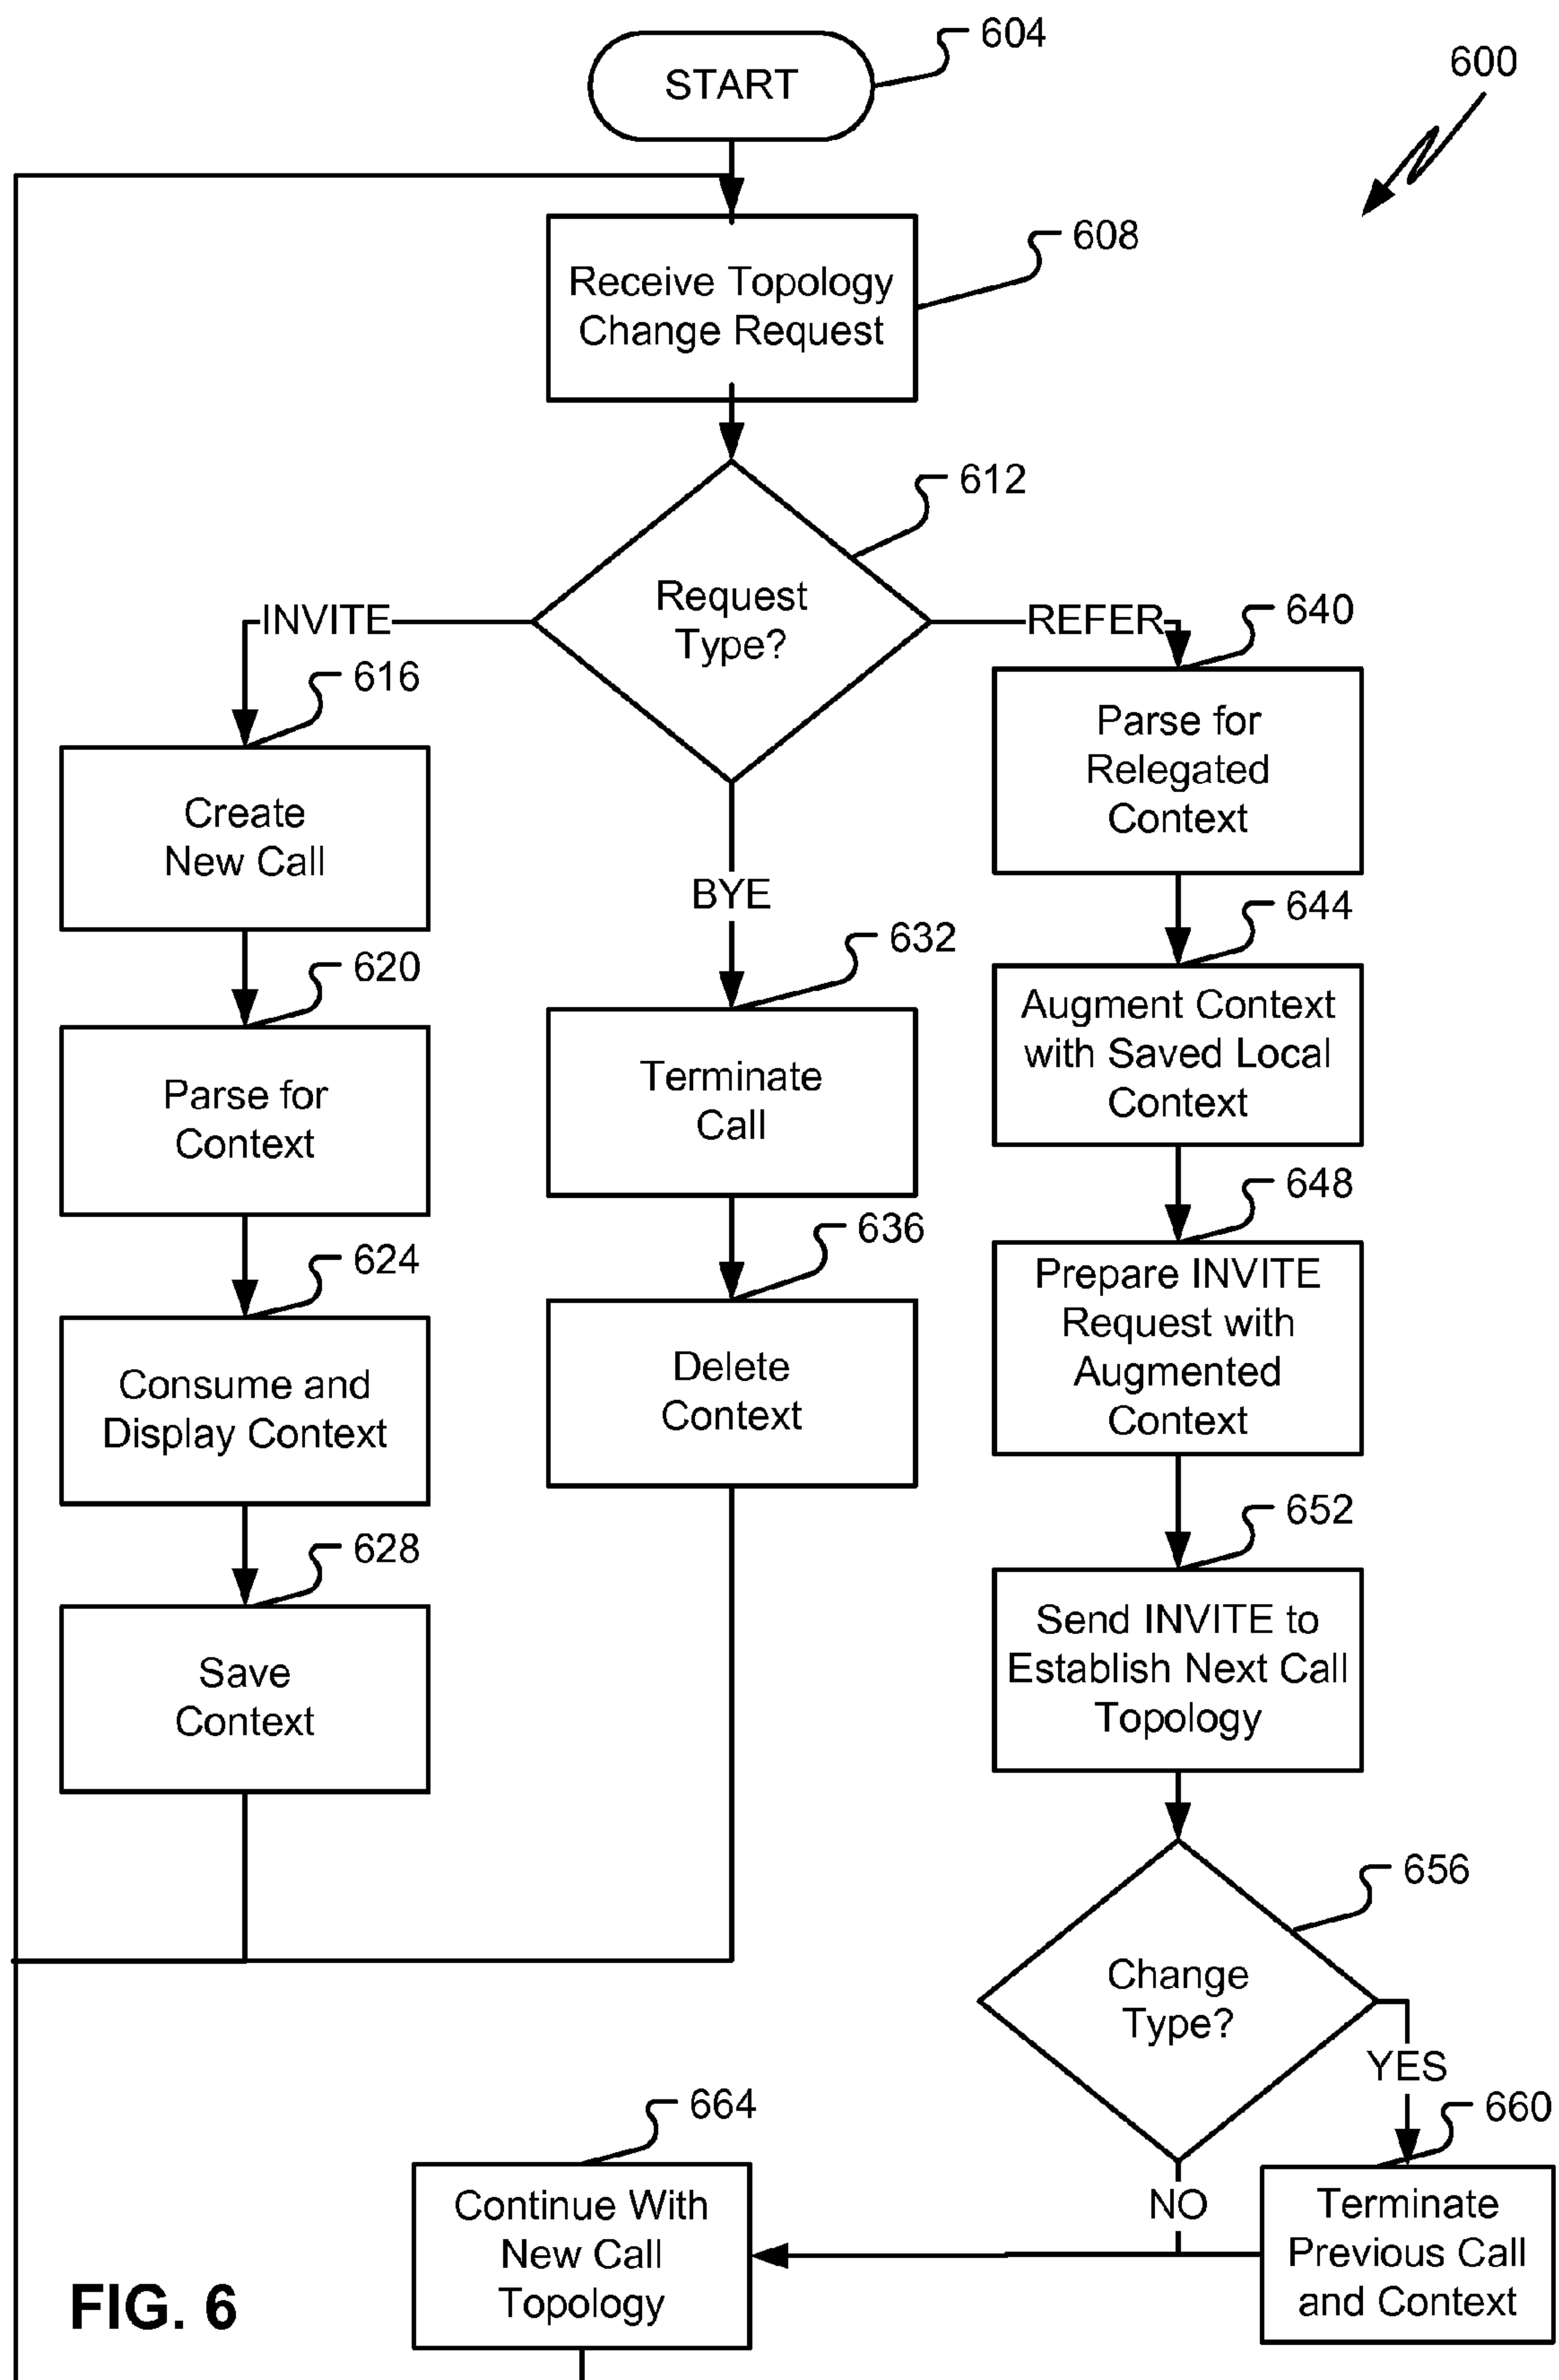 604
START
600
608
Receive Topology
Change Request
612
Request
Type?
INVITE
REFER
BYE
616
Create
New Call
620
Parse for
Context
624
Consume and
Display Context
628
Save
Context
632
Terminate
Call
636
Delete
Context
640
Parse for
Relegated
Context
644
Augment Context
with Saved Local
Context
648
Prepare INVITE
Request with
Augmented
Context
652
Send INVITE to
Establish Next Call
Topology
656
Change
Type?
YES
NO
660
Terminate
Previous Call
and Context
664
Continue With
New Call
Topology
FIG. 6